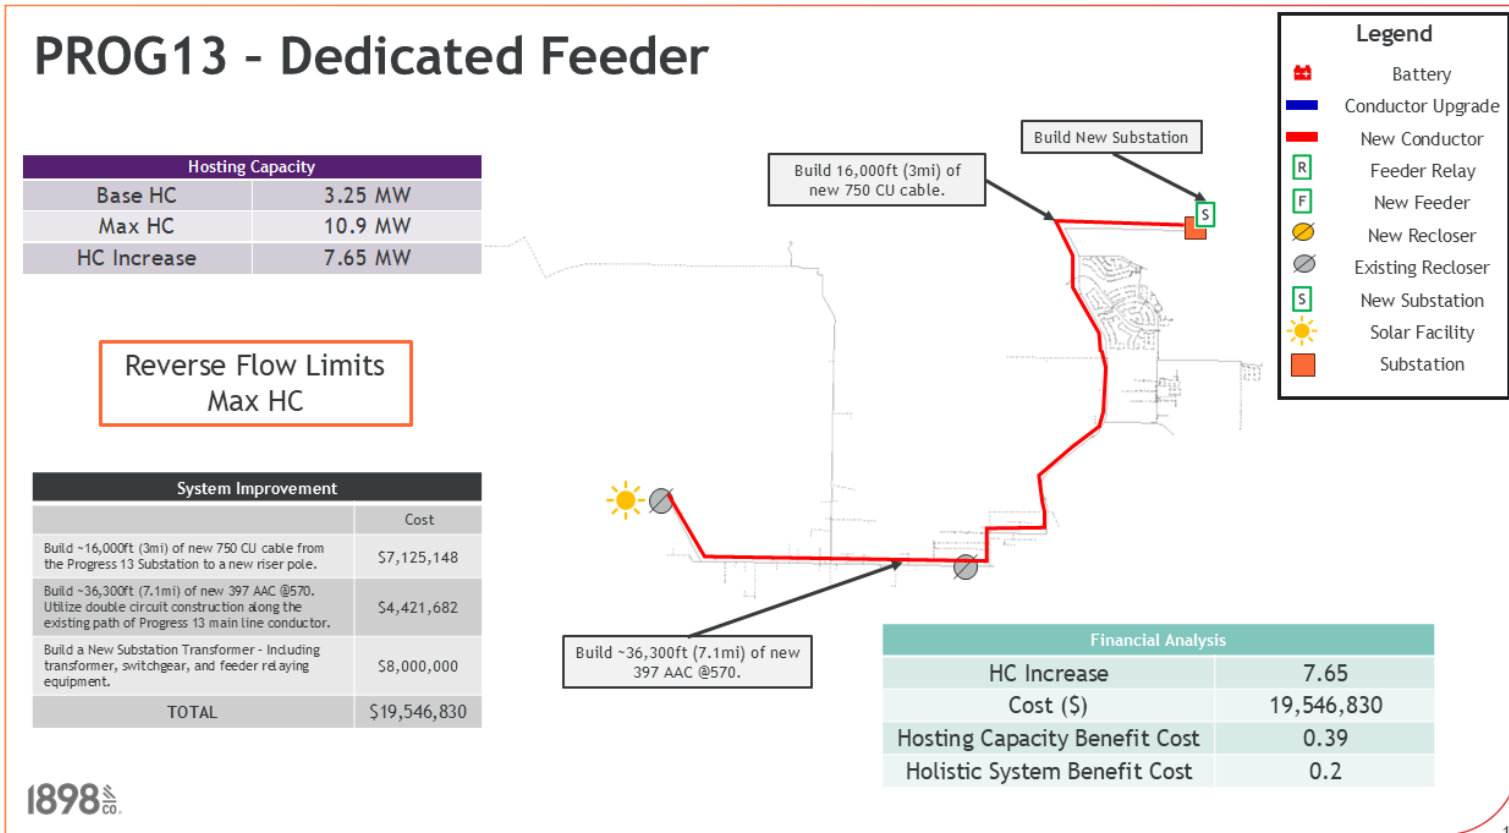 PROG13 – Dedicated Feeder
Hosting Capacity
Base HC 3.25 MW
Max HC 10.9 MW
HC Increase 7.65 MW
Reverse Flow Limits
Max HC
System Improvement
Cost
Build ~16,000ft (3mi) of new 750 CU cable from
the Progress 13 Substation to a new riser pole.
$7,125,148
Build ~36,300ft (7.1mi) of new 397 AAC @570.
Utilize double circuit construction along the
existing path of Progress 13 main line conductor.
$4,421,682
Build a New Substation Transformer – Including
transformer, switchgear, and feeder relaying
equipment.
$8,000,000
TOTAL $19,546,830
Build New Substation
Build 16,000ft (3mi) of
new 750 CU cable.
S
Build ~36,300ft (7.1mi) of new
397 AAC @570.
Legend
Battery
Conductor Upgrade
New Conductor
R Feeder Relay
F New Feeder
New Recloser
Existing Recloser
S New Substation
Solar Facility
Substation
Financial Analysis
HC Increase 7.65
Cost ($) 19,546,830
Hosting Capacity Benefit Cost 0.39
Holistic System Benefit Cost 0.2
1898 & CO.